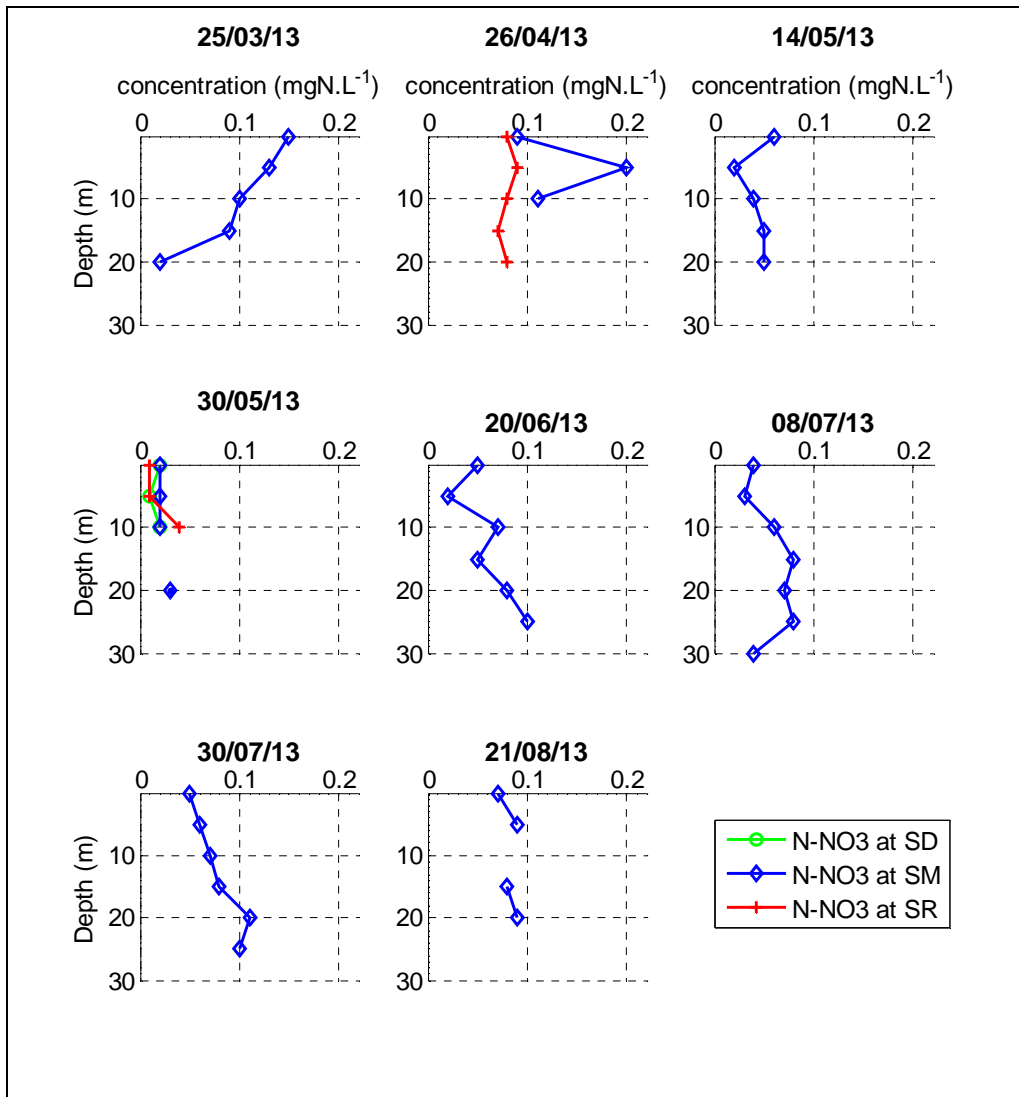 25/03/13 26/04/13 14/05/13
concentration (mgN.L⁻¹) concentration (mgN.L⁻¹) concentration (mgN.L⁻¹)
0 0.1 0.2 0 0.1 0.2 0 0.1 0.2
10 10 10
20 20 20
30 30 30
Depth (m)
30/05/13 20/06/13 08/07/13
0 0.1 0.2 0 0.1 0.2 0 0.1 0.2
10 10 10
20 20 20
30 30 30
Depth (m)
30/07/13 21/08/13
0 0.1 0.2 0 0.1 0.2
10 10
20 20
30 30
Depth (m)
N-NO3 at SD
N-NO3 at SM
N-NO3 at SR